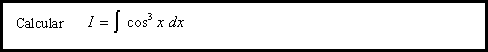 Calcular I = ∫ cos³ x dx